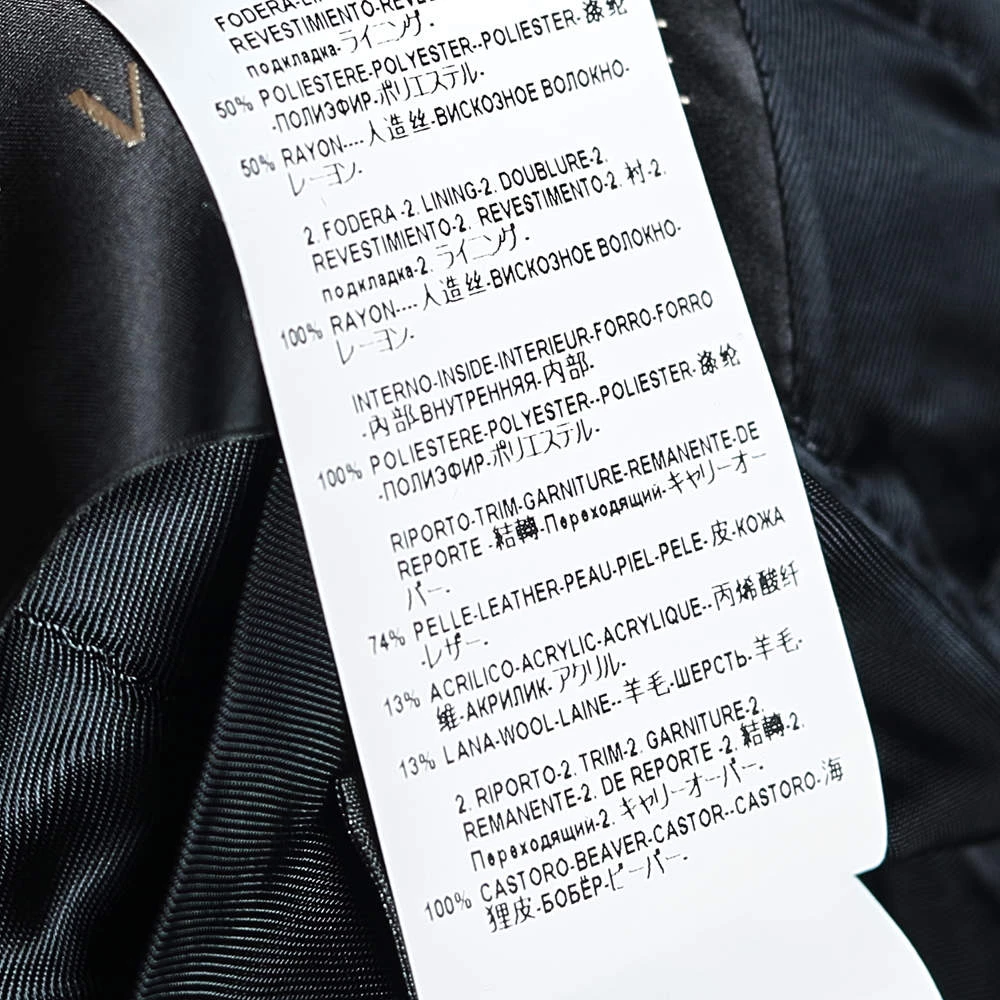 FODERA-LI
REVESTIMIENTO-REVE
подкладка-ライニング.
50% POLIESTERE-POLYESTER--POLIESTER-涤纶
-ПОЛИЭФИР-ポリエステル-
50% RAYON----人造丝-ВИСКОЗНОЕ ВОЛОКНО-
レーヨン.
2. FODERA -2. LINING-2. DOUBLURE-2.
REVESTIMIENTO-2. REVESTIMENTO-2. 衬-2.
подкладка-2. ライニング.
100% RAYON----人造丝-ВИСКОЗНОЕ ВОЛОКНО-
レーヨン.
INTERNO-INSIDE-INTERIEUR-FORRO-FORRO
-內部-ВНУТРЕННЯЯ-内部.
100% POLIESTERE-POLYESTER--POLIESTER-涤纶
-ПОЛИЭФИР-ポリエステル-
RIPORTO-TRIM-GARNITURE-REMANENTE-DE
REPORTE -結轉-Переходящий-キャリーオー
バー.
74% PELLE-LEATHER-PEAU-PIEL-PELE-皮-КОЖА
-レザー.
13% ACRILICO-ACRYLIC-ACRYLIQUE--丙烯酸纤
维-АКРИЛИК-アクリル-
13% LANA-WOOL-LAINE--羊毛-ШЕРСТЬ-羊毛.
2. RIPORTO-2. TRIM-2. GARNITURE-2.
REMANENTE-2. DE REPORTE -2. 結轉-2.
Переходящий-2. キャリーオーバー.
100% CASTORO-BEAVER-CASTOR--CASTORO-海
狸皮-БОБЁР-ビーバー.